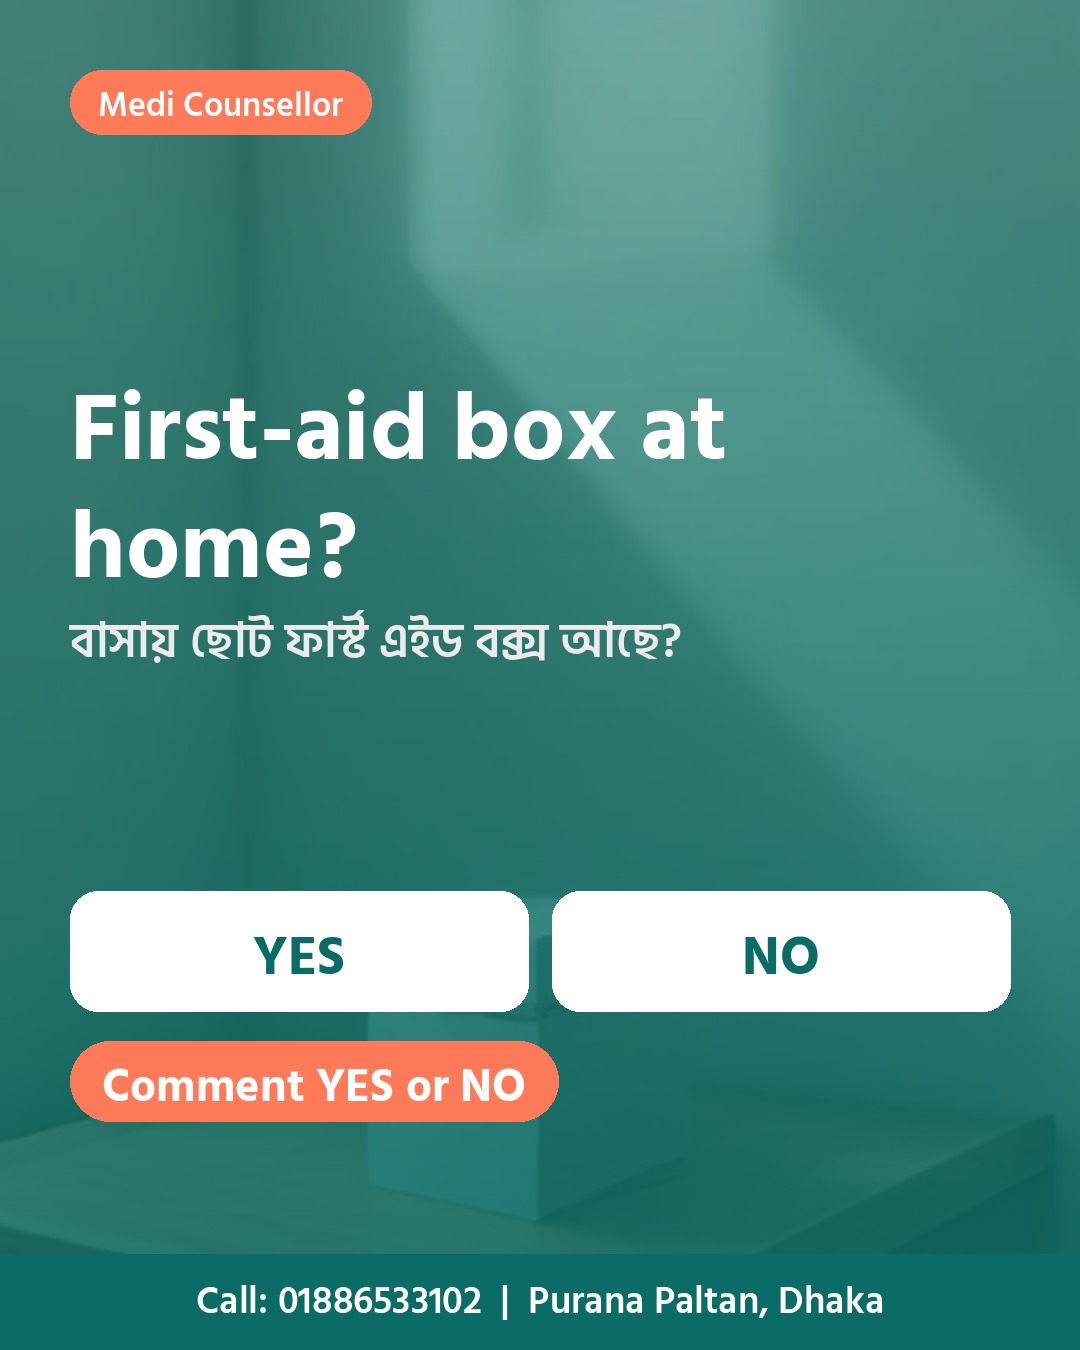 Medi Counsellor
First-aid box at
home?
বাসায় ছোট ফার্স্ট এইড বক্স আছে?
YES
NO
Comment YES or NO
Call: 01886533102 | Purana Paltan, Dhaka